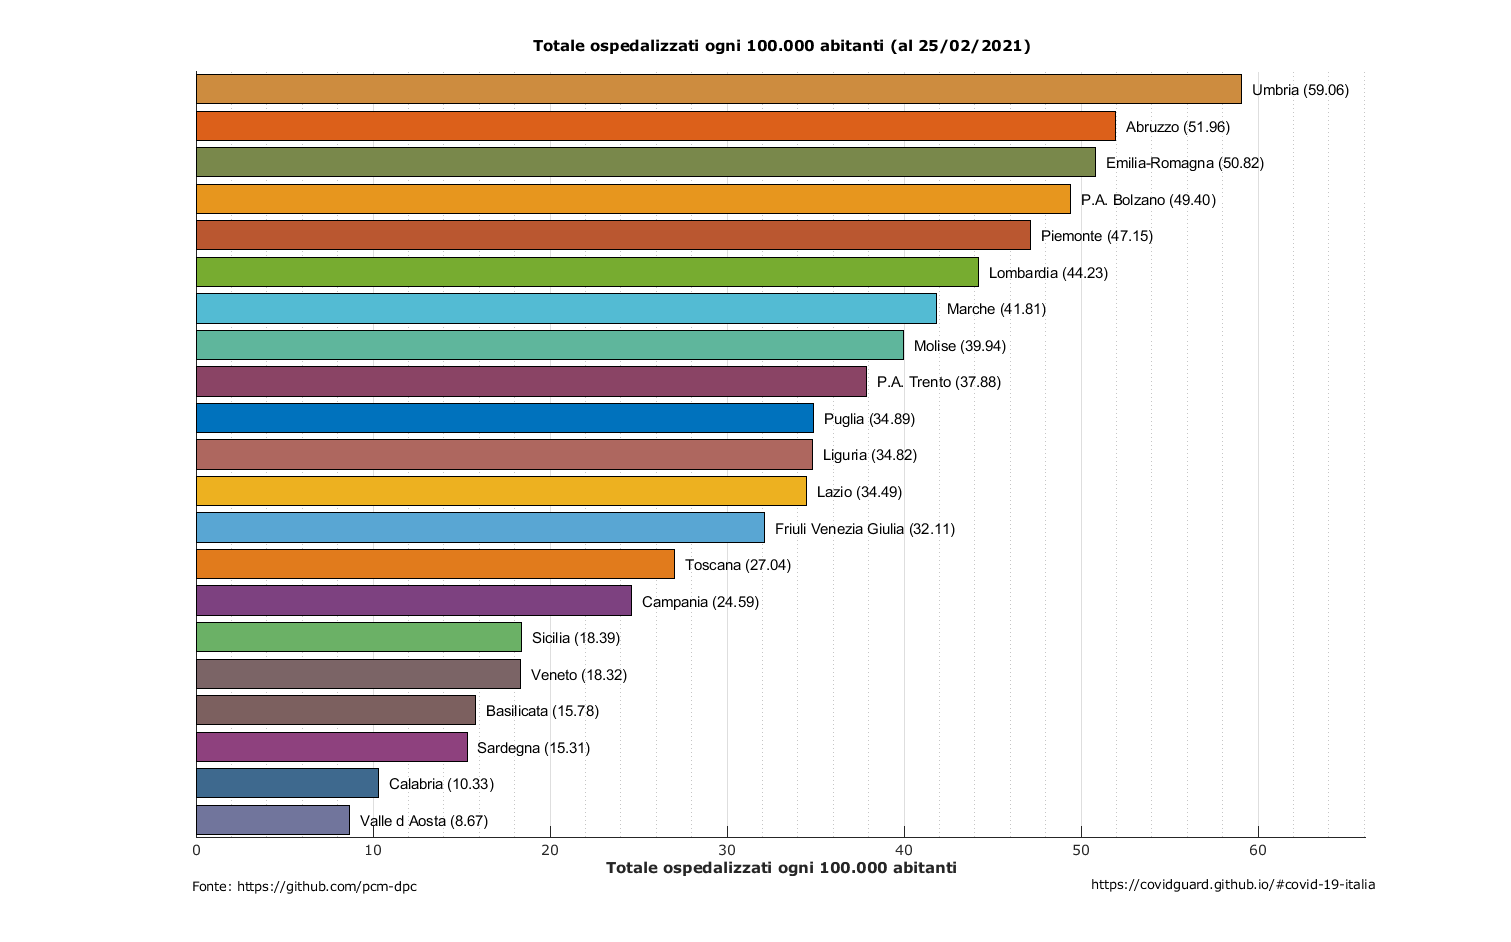 Totale ospedalizzati ogni 100.000 abitanti (al 25/02/2021)
Umbria (59.06)
Abruzzo (51.96)
Emilia-Romagna (50.82)
P.A. Bolzano (49.40)
Piemonte (47.15)
Lombardia (44.23)
Marche (41.81)
Molise (39.94)
P.A. Trento (37.88)
Puglia (34.89)
Liguria (34.82)
Lazio (34.49)
Friuli Venezia Giulia (32.11)
Toscana (27.04)
Campania (24.59)
Sicilia (18.39)
Veneto (18.32)
Basilicata (15.78)
Sardegna (15.31)
Calabria (10.33)
Valle d Aosta (8.67)
0 10 20 30 40 50 60
Totale ospedalizzati ogni 100.000 abitanti
Fonte: https://github.com/pcm-dpc
https://covidguard.github.io/#covid-19-italia